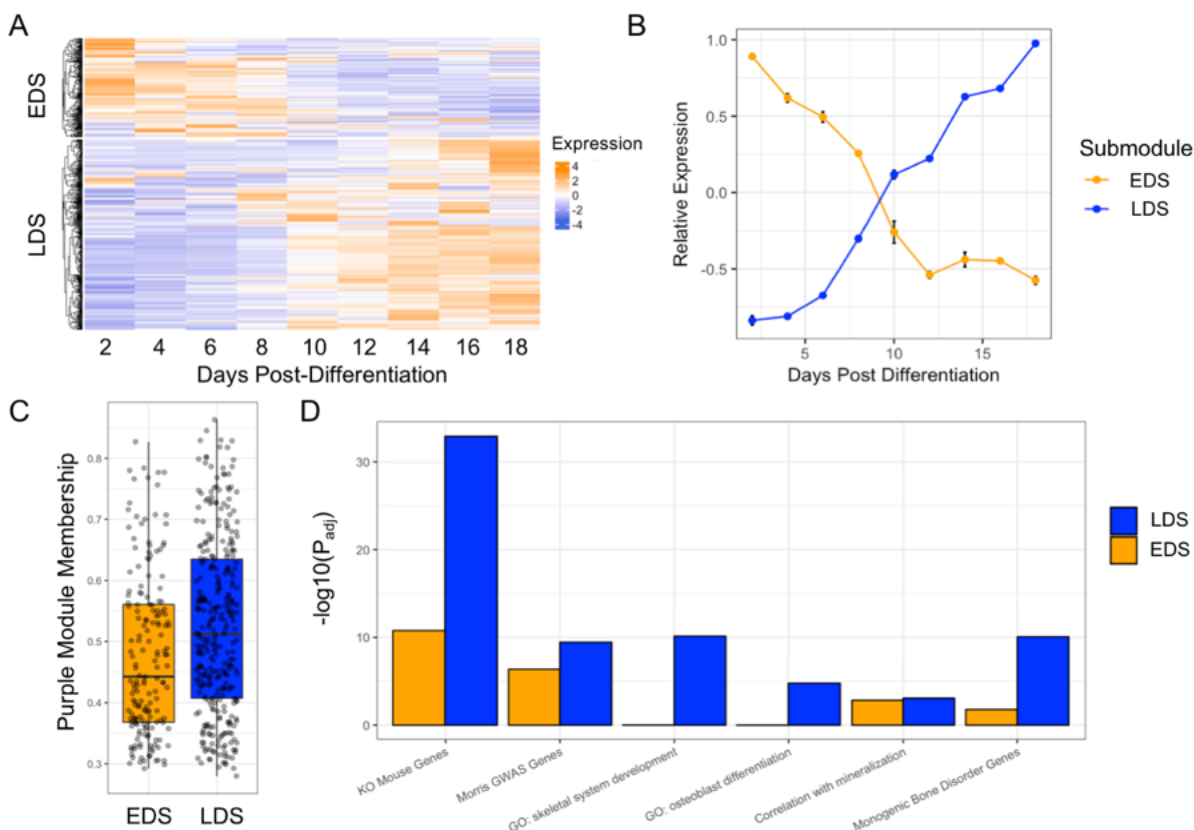 A
EDS
LDS
2 4 6 8 10 12 14 16 18
Days Post-Differentiation
Expression
4
2
0
-2
-4
B
Relative Expression
1.0
0.5
0.0
-0.5
5 10 15
Days Post Differentiation
Submodule
EDS
LDS
C
Purple Module Membership
0.8
0.7
0.6
0.5
0.4
0.3
EDS LDS
D
-log10(Padj)
30
20
10
0
KO Mouse Genes
Morris GWAS Genes
GO: skeletal system development
GO: osteoblast differentiation
Correlation with mineralization
Monogenic Bone Disorder Genes
LDS
EDS